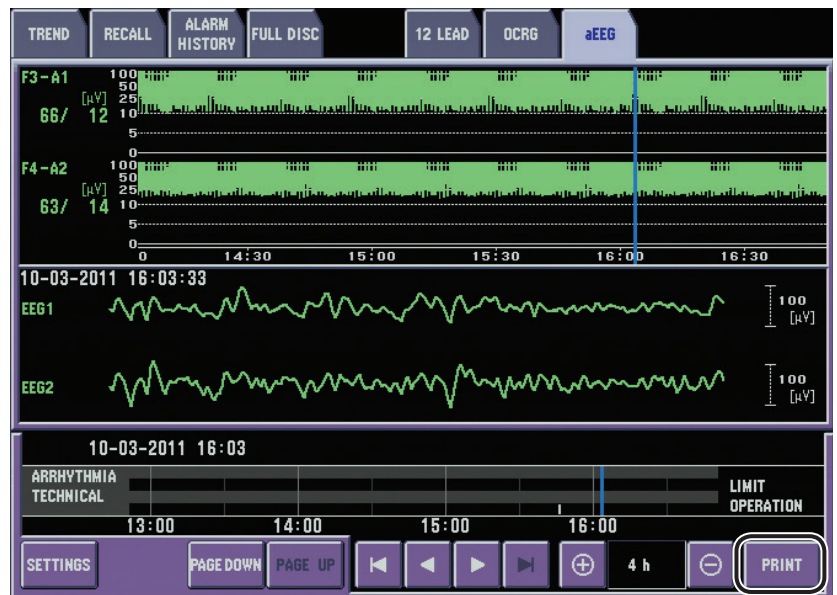 TREND RECALL ALARM HISTORY FULL DISC 12 LEAD OCRG aEEG
F3-A1
[µV]
66/ 12
100
50
25
10
5
0
F4-A2
[µV]
63/ 14
100
50
25
10
5
0
0 14:30 15:00 15:30 16:00 16:30
10-03-2011 16:03:33
EEG1 100 [µV]
EEG2 100 [µV]
10-03-2011 16:03
ARRHYTHMIA LIMIT
TECHNICAL OPERATION
13:00 14:00 15:00 16:00
SETTINGS PAGE DOWN PAGE UP 4 h PRINT